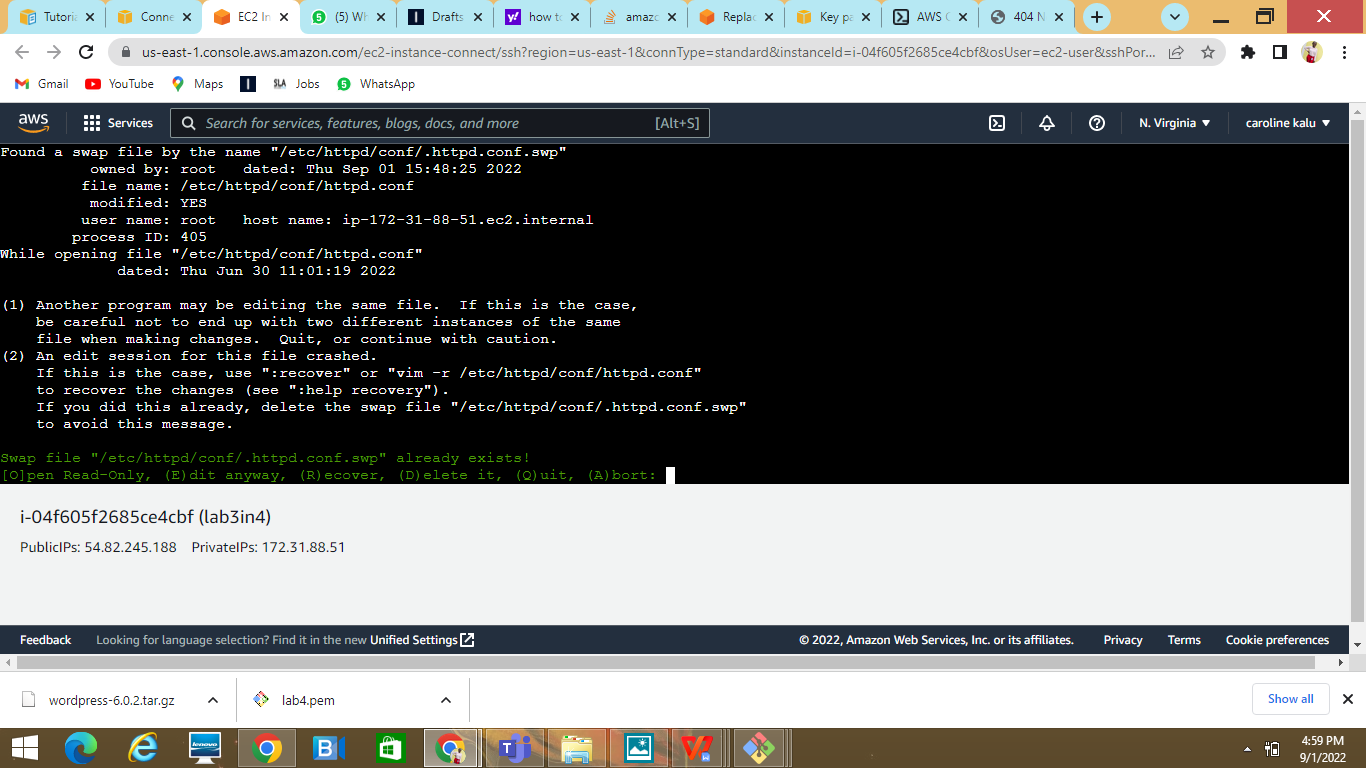 Tutoria
Conne
EC2 In
(5) Wh
Drafts
how to
amazo
Replac
Key pa
AWS C
404 N
us-east-1.console.aws.amazon.com/ec2-instance-connect/ssh?region=us-east-1&connType=standard&instanceId=i-04f605f2685ce4cbf&osUser=ec2-user&sshPor...
Gmail YouTube Maps SLA Jobs WhatsApp
aws Services Search for services, features, blogs, docs, and more [Alt+S] N. Virginia caroline kalu
Found a swap file by the name "/etc/httpd/conf/.httpd.conf.swp"
owned by: root dated: Thu Sep 01 15:48:25 2022
file name: /etc/httpd/conf/httpd.conf
modified: YES
user name: root host name: ip-172-31-88-51.ec2.internal
process ID: 405
While opening file "/etc/httpd/conf/httpd.conf"
dated: Thu Jun 30 11:01:19 2022
(1) Another program may be editing the same file. If this is the case,
be careful not to end up with two different instances of the same
file when making changes. Quit, or continue with caution.
(2) An edit session for this file crashed.
If this is the case, use ":recover" or "vim -r /etc/httpd/conf/httpd.conf"
to recover the changes (see ":help recovery").
If you did this already, delete the swap file "/etc/httpd/conf/.httpd.conf.swp"
to avoid this message.
Swap file "/etc/httpd/conf/.httpd.conf.swp" already exists!
[O]pen Read-Only, (E)dit anyway, (R)ecover, (D)elete it, (Q)uit, (A)bort:
i-04f605f2685ce4cbf (lab3in4)
PublicIPs: 54.82.245.188 PrivateIPs: 172.31.88.51
Feedback Looking for language selection? Find it in the new Unified Settings © 2022, Amazon Web Services, Inc. or its affiliates. Privacy Terms Cookie preferences
wordpress-6.0.2.tar.gz lab4.pem Show all
lenovo
4:59 PM
9/1/2022